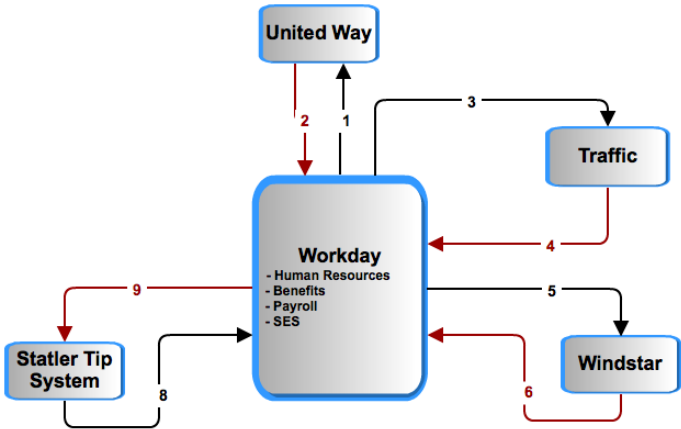 United Way
2
1
3
Traffic
4
Workday
- Human Resources
- Benefits
- Payroll
- SES
9
5
Statler Tip
System
8
Windstar
6